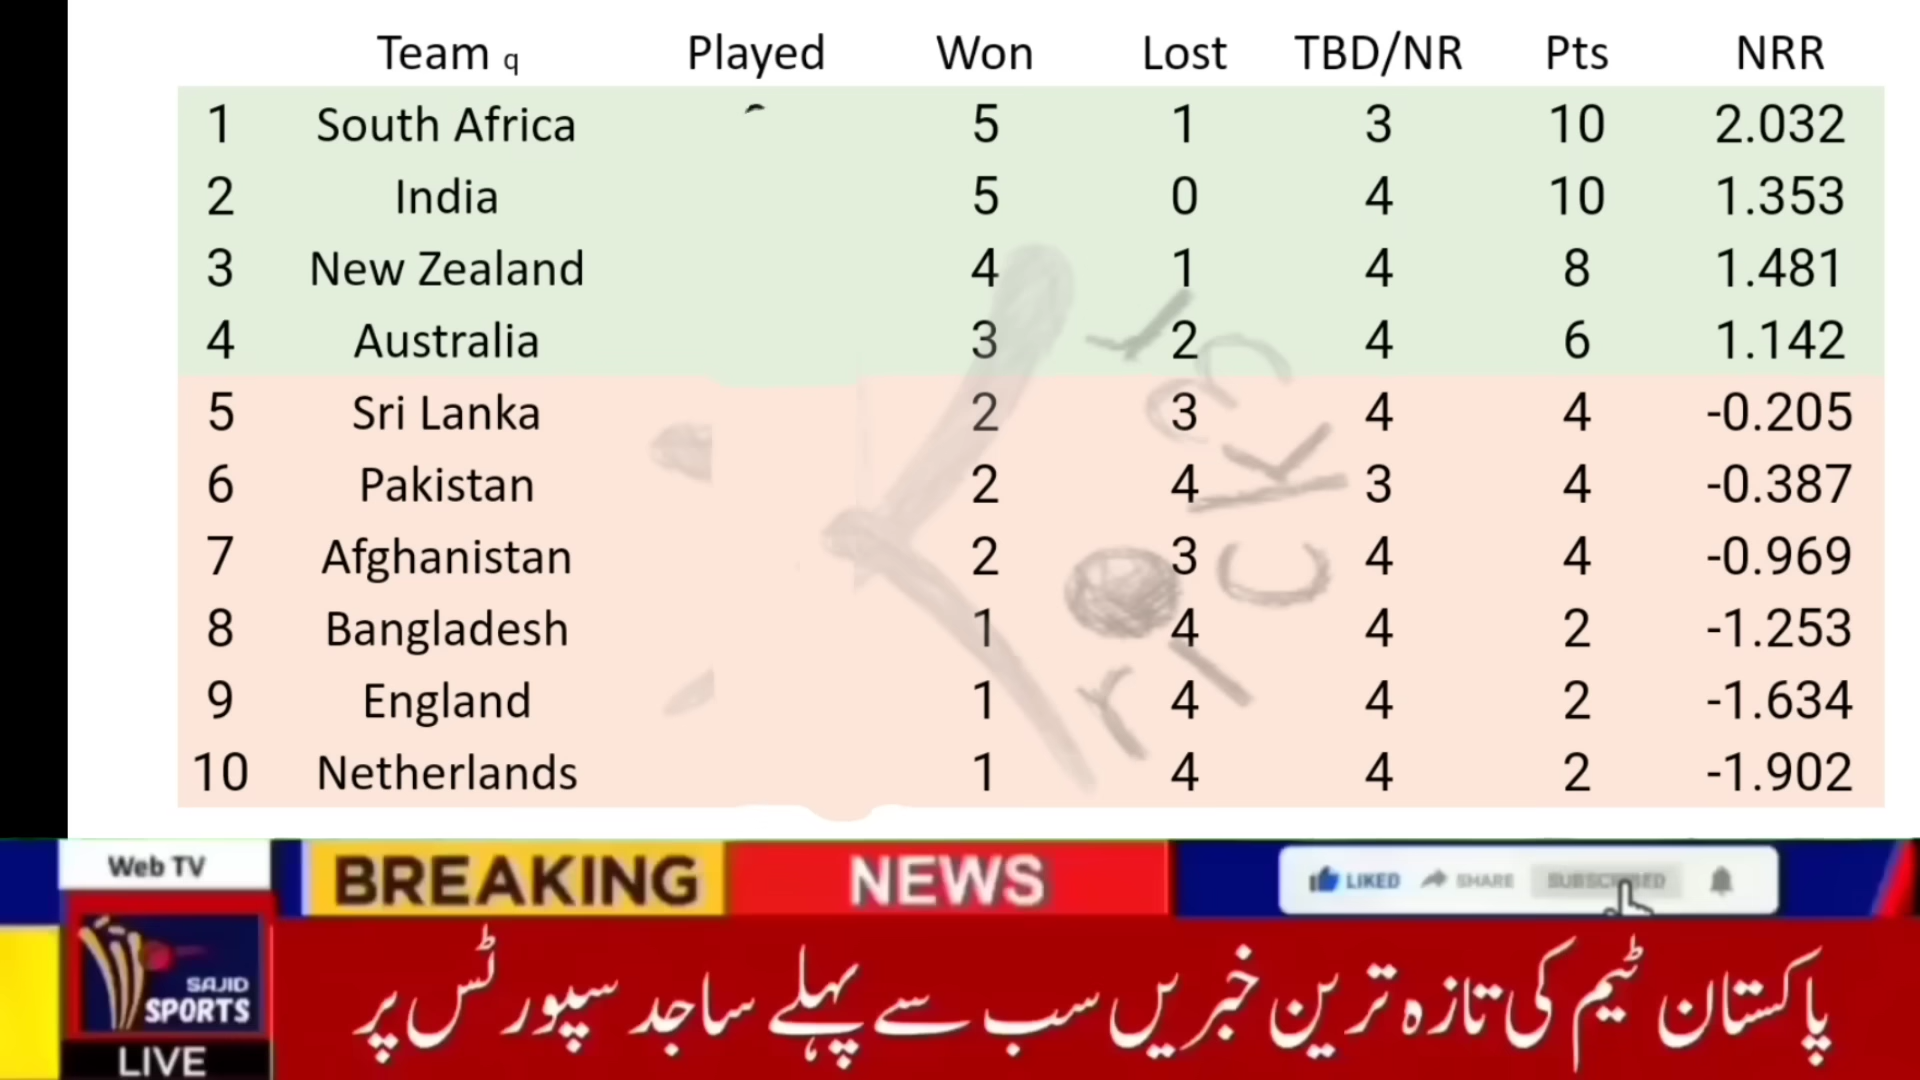 Team q Played Won Lost TBD/NR Pts NRR
1 South Africa 5 1 3 10 2.032
2 India 5 0 4 10 1.353
3 New Zealand 4 1 4 8 1.481
4 Australia 3 2 4 6 1.142
5 Sri Lanka 2 3 4 4 -0.205
6 Pakistan 2 4 3 4 -0.387
7 Afghanistan 2 3 4 4 -0.969
8 Bangladesh 1 4 4 2 -1.253
9 England 1 4 4 2 -1.634
10 Netherlands 1 4 4 2 -1.902
Web TV
BREAKING NEWS
LIKED SHARE SUBSCRIBED
SAJID
SPORTS
LIVE
پاکستان ٹیم کی تازہ ترین خبریں سب سے پہلے ساجد سپورٹس پر